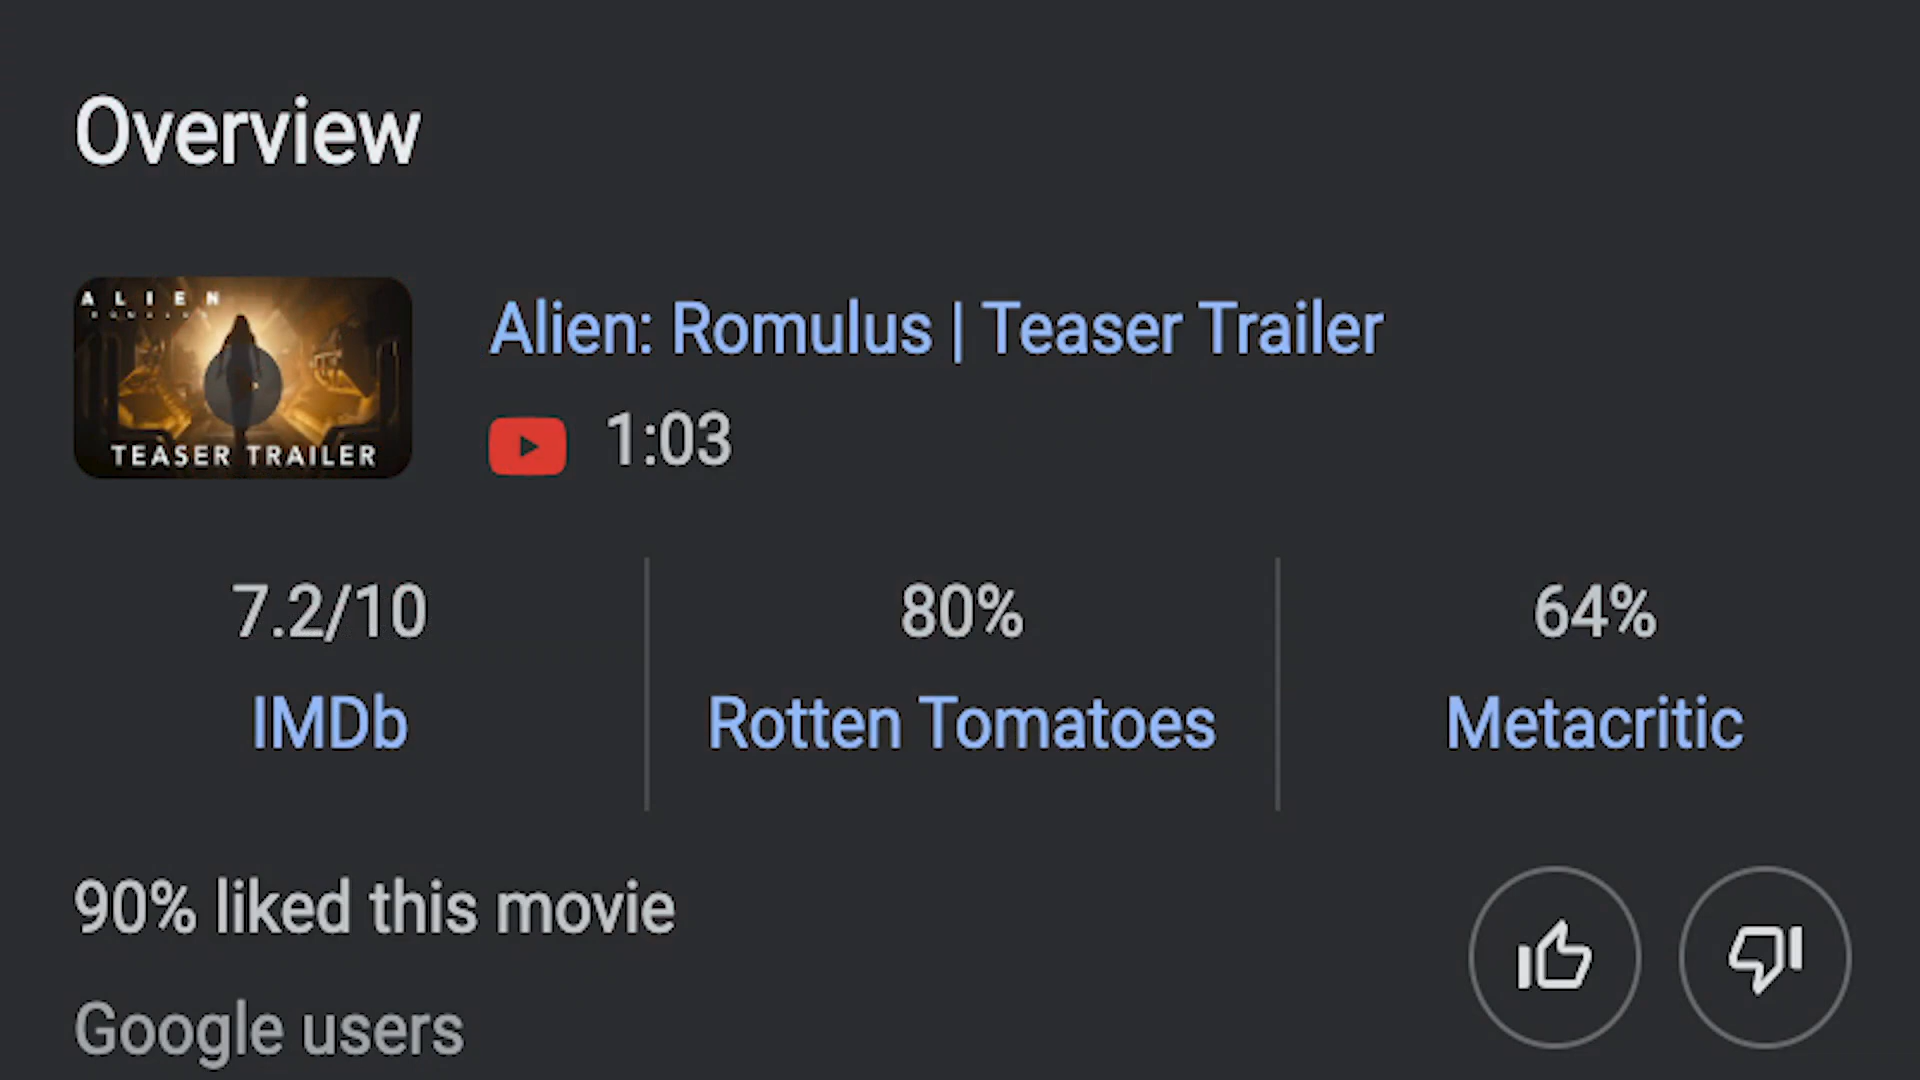 Overview
ALIEN
ROMULUS
TEASER TRAILER
Alien: Romulus | Teaser Trailer
1:03
7.2/10
IMDb
80%
Rotten Tomatoes
64%
Metacritic
90% liked this movie
Google users